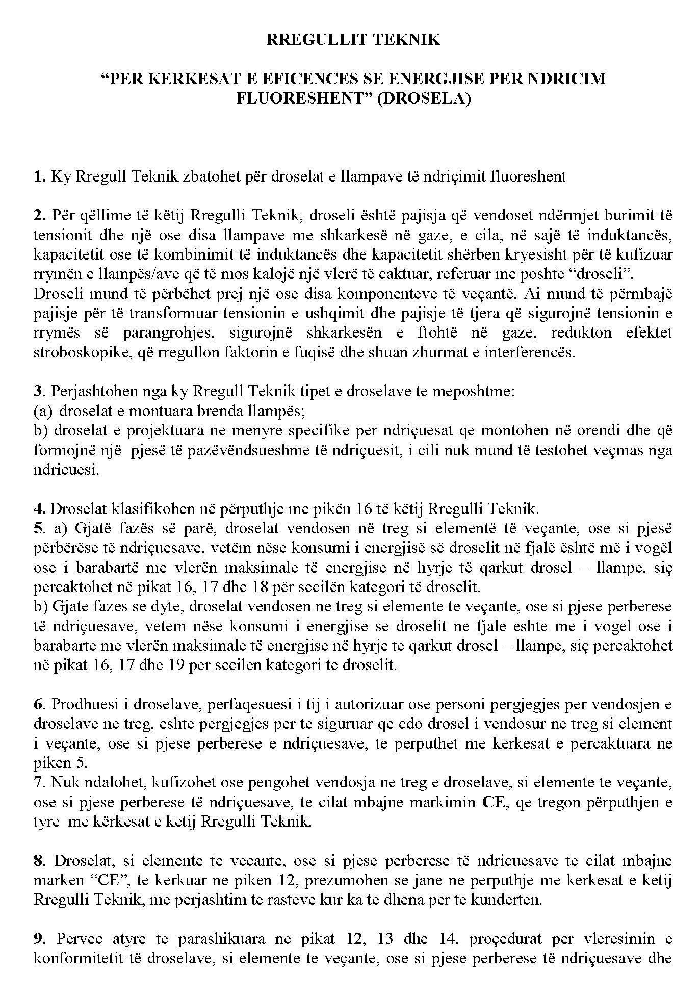 RREGULLIT TEKNIK
“PER KERKESAT E EFICENCES SE ENERGJISE PER NDRICIM
FLUORESHENT” (DROSELA)
1. Ky Rregull Teknik zbatohet për droselat e llampave të ndriçimit fluoreshent
2. Për qëllime të këtij Rregulli Teknik, droseli është pajisja që vendoset ndërmjet burimit të
tensionit dhe një ose disa llampave me shkarkesë në gaze, e cila, në sajë të induktancës,
kapacitetit ose të kombinimit të induktancës dhe kapacitetit shërben kryesisht për të kufizuar
rrymën e llampës/ave që të mos kalojë një vlerë të caktuar, referuar me poshte “droseli”.
Droseli mund të përbëhet prej një ose disa komponenteve të veçantë. Ai mund të përmbajë
pajisje për të transformuar tensionin e ushqimit dhe pajisje të tjera që sigurojnë tensionin e
rrymës së parangrohjes, sigurojnë shkarkesën e ftohtë në gaze, redukton efektet
stroboskopike, që rregullon faktorin e fuqisë dhe shuan zhurmat e interferencës.
3. Perjashtohen nga ky Rregull Teknik tipet e droselave te meposhtme:
(a) droselat e montuara brenda llampës;
b) droselat e projektuara ne menyre specifike per ndriçuesat qe montohen në orendi dhe që
formojnë një pjesë të pazëvëndsueshme të ndriçuesit, i cili nuk mund të testohet veçmas nga
ndricuesi.
4. Droselat klasifikohen në përputhje me pikën 16 të këtij Rregulli Teknik.
5. a) Gjatë fazës së parë, droselat vendosen në treg si elementë të veçante, ose si pjesë
përbërëse të ndriçuesave, vetëm nëse konsumi i energjisë së droselit në fjalë është më i vogël
ose i barabartë me vlerën maksimale të energjise në hyrje të qarkut drosel – llampe, siç
percaktohet në pikat 16, 17 dhe 18 për secilën kategori të droselit.
b) Gjate fazes se dyte, droselat vendosen ne treg si elemente te veçante, ose si pjese perberese
të ndriçuesave, vetem nëse konsumi i energjise se droselit ne fjale eshte me i vogel ose i
barabarte me vlerën maksimale të energjise në hyrje te qarkut drosel – llampe, siç percaktohet
në pikat 16, 17 dhe 19 per secilen kategori te droselit.
6. Prodhuesi i droselave, perfaqesuesi i tij i autorizuar ose personi pergjegjes per vendosjen e
droselave ne treg, eshte pergjegjes per te siguruar qe cdo drosel i vendosur ne treg si element
i veçante, ose si pjese perberese e ndriçuesave, te perputhet me kerkesat e percaktuara ne
piken 5.
7. Nuk ndalohet, kufizohet ose pengohet vendosja ne treg e droselave, si elemente te veçante,
ose si pjese perberese të ndriçuesave, te cilat mbajne markimin CE, qe tregon përputhjen e
tyre me kërkesat e ketij Rregulli Teknik.
8. Droselat, si elemente te vecante, ose si pjese perberese të ndricuesave te cilat mbajne
marken “CE”, te kerkuar ne piken 12, prezumohen se jane ne perputhje me kerkesat e ketij
Rregulli Teknik, me perjashtim te rasteve kur ka te dhena per te kunderten.
9. Pervec atyre te parashikuara ne pikat 12, 13 dhe 14, proçedurat per vleresimin e
konformitetit të droselave, si elemente te veçante, ose si pjese perberese të ndriçuesave dhe